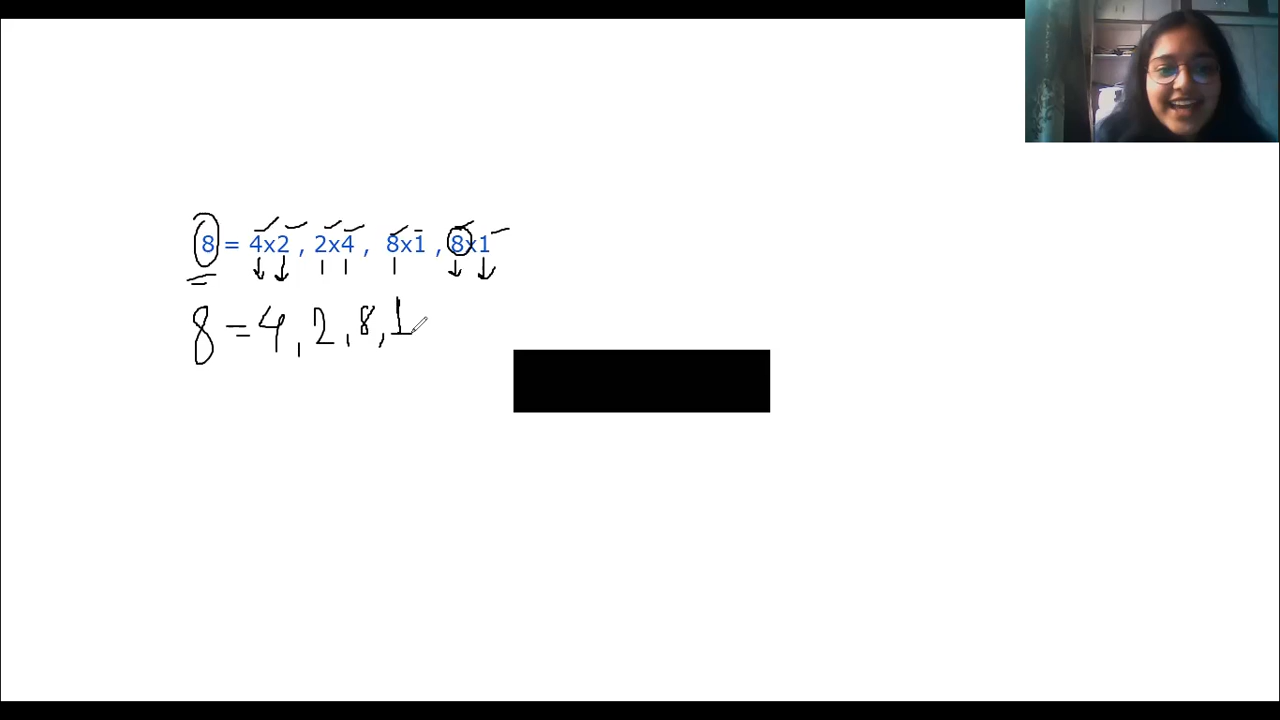 8 = 4x2 , 2x4 , 8x1 , 8x1
8 = 4 , 2 , 8 , 1